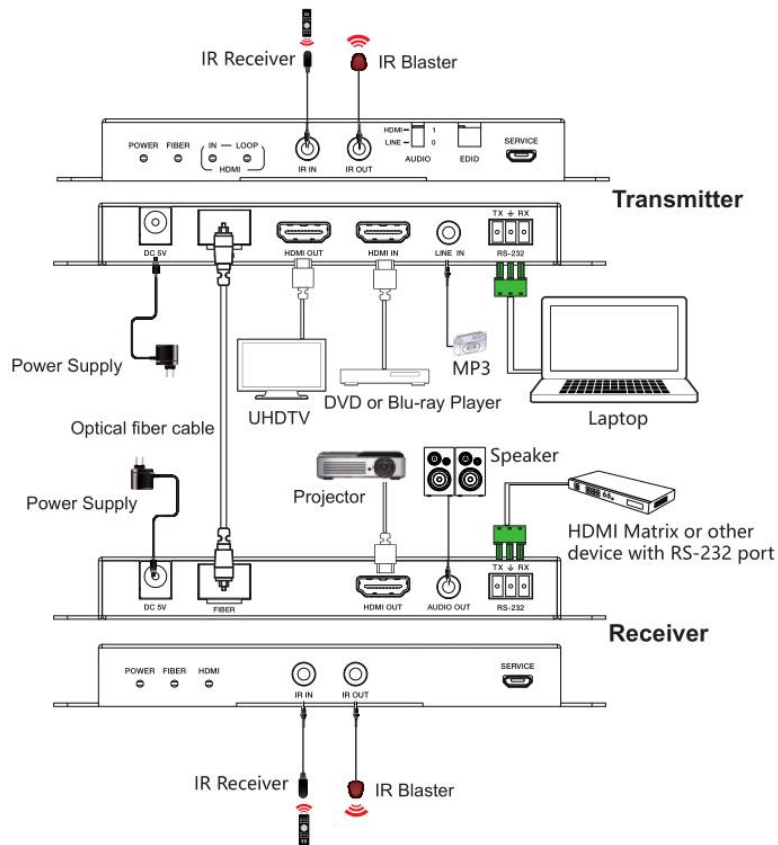 IR Receiver
IR Blaster
POWER FIBER IN LOOP
HDMI
IR IN IR OUT
HDMI 1
LINE 0
AUDIO EDID
SERVICE
Transmitter
DC 5V
HDMI OUT HDMI IN LINE IN
TX RX
RS-232
Power Supply
UHDTV
DVD or Blu-ray Player
MP3
Laptop
Optical fiber cable
Power Supply
Projector
Speaker
HDMI Matrix or other
device with RS-232 port
TX RX
DC 5V FIBER HDMI OUT AUDIO OUT RS-232
Receiver
POWER FIBER HDMI
IR IN IR OUT
SERVICE
IR Receiver
IR Blaster